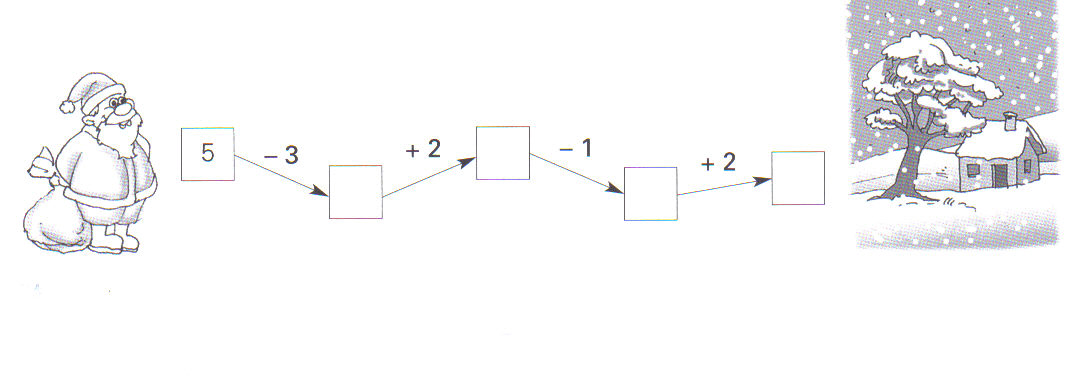 5 – 3 + 2 – 1 + 2